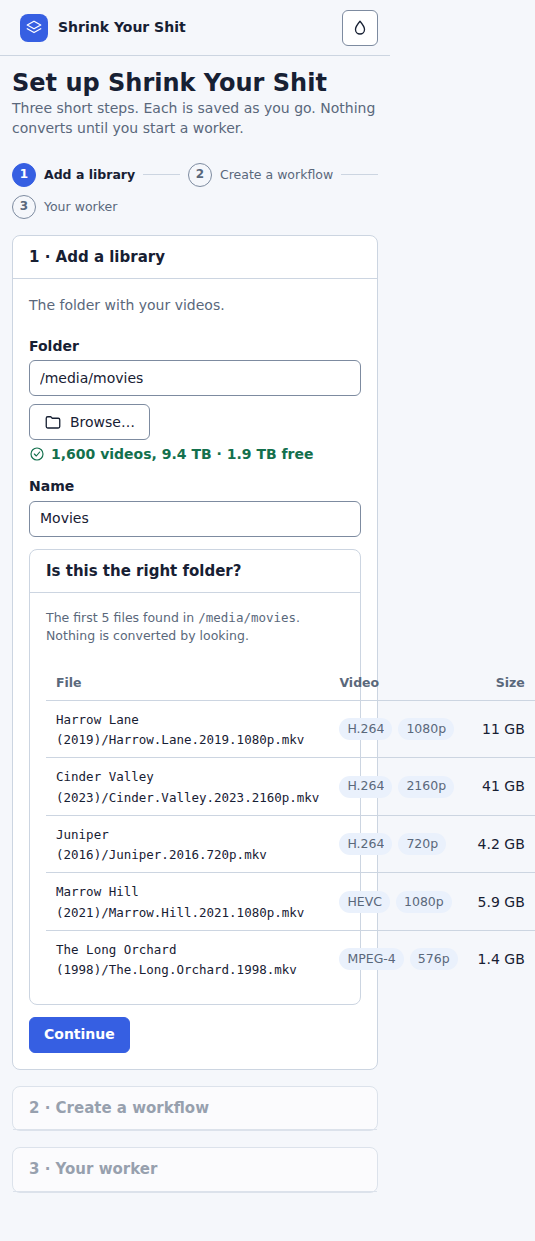 Shrink Your Shit
Set up Shrink Your Shit
Three short steps. Each is saved as you go. Nothing
converts until you start a worker.
1 Add a library 2 Create a workflow
3 Your worker
1 · Add a library
The folder with your videos.
Folder
/media/movies
Browse…
1,600 videos, 9.4 TB · 1.9 TB free
Name
Movies
Is this the right folder?
The first 5 files found in /media/movies.
Nothing is converted by looking.
File Video Size
Harrow Lane
(2019)/Harrow.Lane.2019.1080p.mkv H.264 1080p 11 GB
Cinder Valley
(2023)/Cinder.Valley.2023.2160p.mkv H.264 2160p 41 GB
Juniper
(2016)/Juniper.2016.720p.mkv H.264 720p 4.2 GB
Marrow Hill
(2021)/Marrow.Hill.2021.1080p.mkv HEVC 1080p 5.9 GB
The Long Orchard
(1998)/The.Long.Orchard.1998.mkv MPEG-4 576p 1.4 GB
Continue
2 · Create a workflow
3 · Your worker